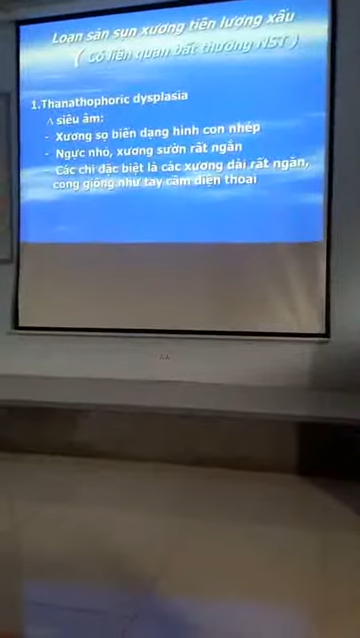 Loạn sản sụn xương tiên lượng xấu
( Có liên quan bất thường NST )
1.Thanathophoric dysplasia
Λ siêu âm:
- Xương sọ biến dạng hình con nhép
- Ngực nhỏ, xương sườn rất ngắn
- Các chi đặc biệt là các xương dài rất ngắn,
cong giống như tay cầm điện thoại